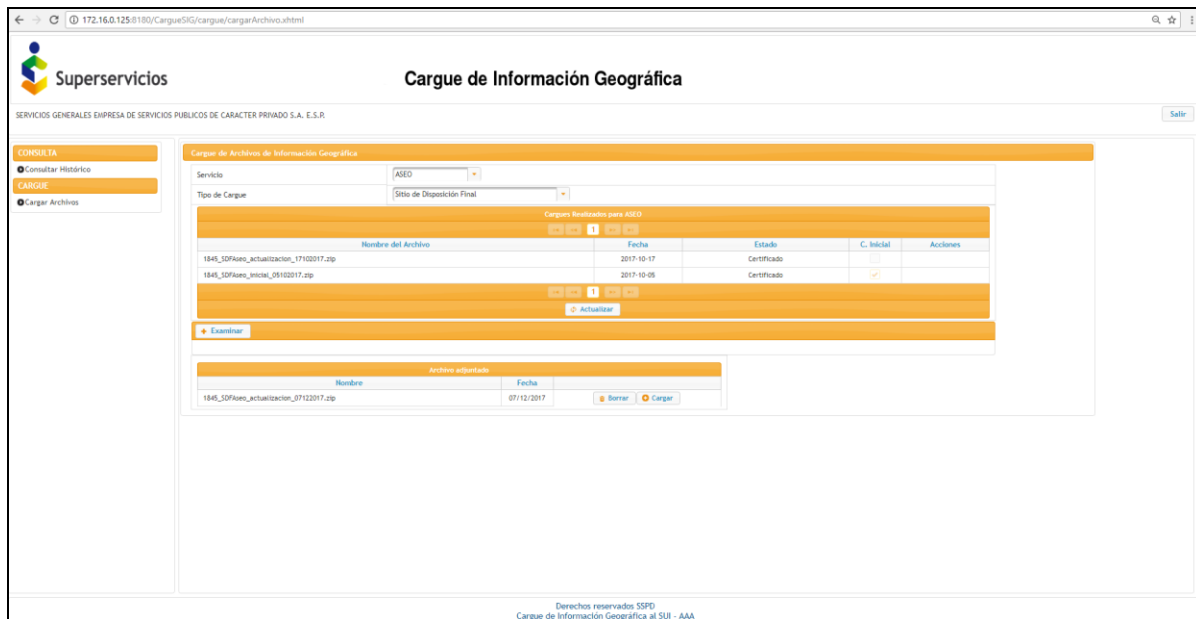 172.16.0.125:8180/CargueSIG/cargue/cargarArchivo.xhtml
Superservicios
Cargue de Información Geográfica
SERVICIOS GENERALES EMPRESA DE SERVICIOS PUBLICOS DE CARACTER PRIVADO S.A. E.S.P.
Salir
CONSULTA
Consultar Histórico
CARGUE
Cargar Archivos
Cargue de Archivos de Información Geográfica
Servicio ASEO
Tipo de Cargue Sitio de Disposición Final
Cargues Realizados para ASEO
1
Nombre del Archivo Fecha Estado C. Inicial Acciones
1845_SDFAseo_actualizacion_17102017.zip 2017-10-17 Certificado
1845_SDFAseo_inicial_05102017.zip 2017-10-05 Certificado
1
Actualizar
Examinar
Archivo adjuntado
Nombre Fecha
1845_SDFAseo_actualizacion_07122017.zip 07/12/2017 Borrar Cargar
Derechos reservados SSPD
Cargue de Información Geográfica al SUI - AAA